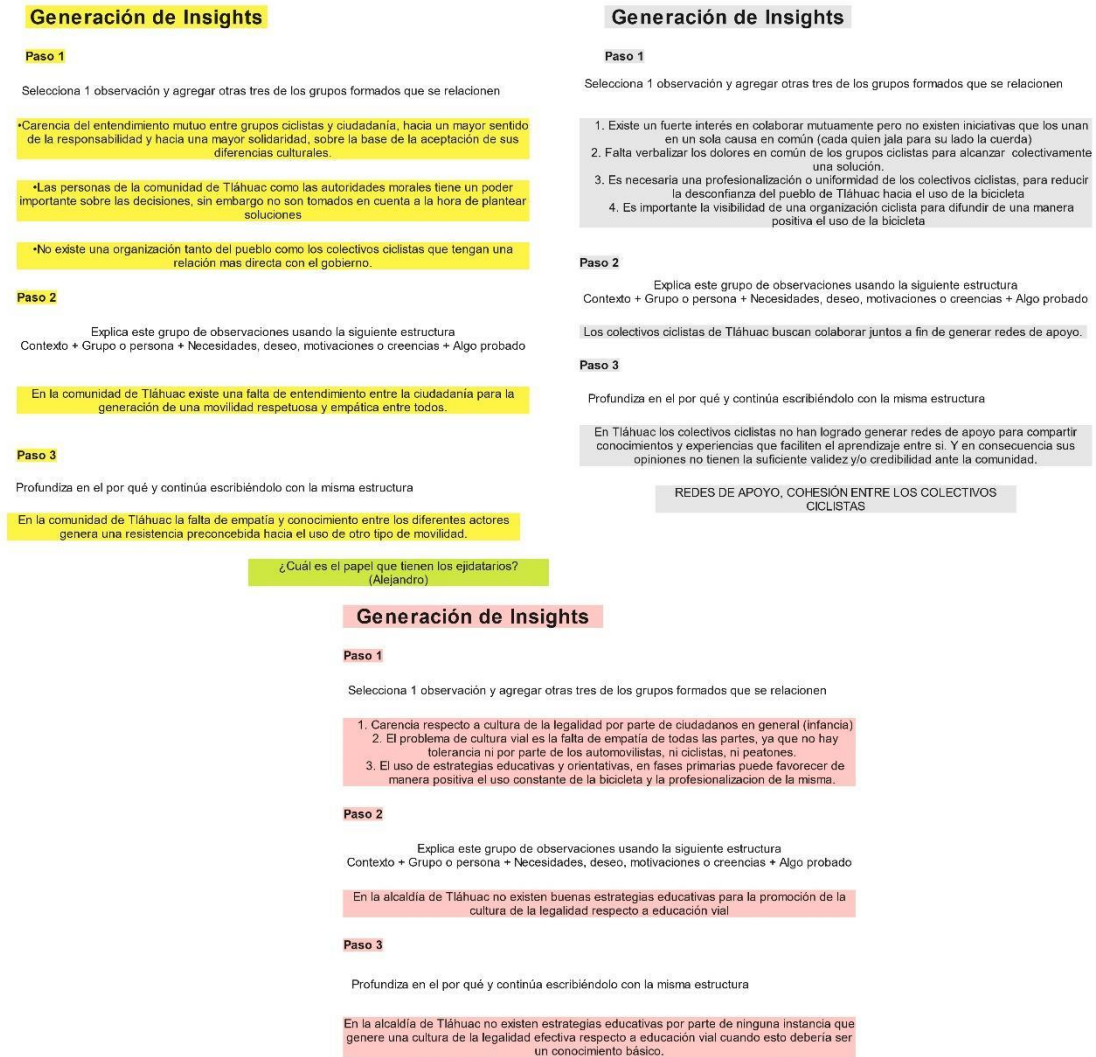 Generación de Insights
Paso 1
Selecciona 1 observación y agregar otras tres de los grupos formados que se relacionen
•Carencia del entendimiento mutuo entre grupos ciclistas y ciudadanía, hacia un mayor sentido
de la responsabilidad y hacia una mayor solidaridad, sobre la base de la aceptación de sus
diferencias culturales.
•Las personas de la comunidad de Tláhuac como las autoridades morales tiene un poder
importante sobre las decisiones, sin embargo no son tomados en cuenta a la hora de plantear
soluciones
•No existe una organización tanto del pueblo como los colectivos ciclistas que tengan una
relación mas directa con el gobierno.
Paso 2
Explica este grupo de observaciones usando la siguiente estructura
Contexto + Grupo o persona + Necesidades, deseo, motivaciones o creencias + Algo probado
En la comunidad de Tláhuac existe una falta de entendimiento entre la ciudadanía para la
generación de una movilidad respetuosa y empática entre todos.
Paso 3
Profundiza en el por qué y continúa escribiéndolo con la misma estructura
En la comunidad de Tláhuac la falta de empatía y conocimiento entre los diferentes actores
genera una resistencia preconcebida hacia el uso de otro tipo de movilidad.
¿Cuál es el papel que tienen los ejidatarios?
(Alejandro)
Generación de Insights
Paso 1
Selecciona 1 observación y agregar otras tres de los grupos formados que se relacionen
1. Existe un fuerte interés en colaborar mutuamente pero no existen iniciativas que los unan
en un sola causa en común (cada quien jala para su lado la cuerda)
2. Falta verbalizar los dolores en común de los grupos ciclistas para alcanzar colectivamente
una solución.
3. Es necesaria una profesionalización o uniformidad de los colectivos ciclistas, para reducir
la desconfianza del pueblo de Tláhuac hacia el uso de la bicicleta
4. Es importante la visibilidad de una organización ciclista para difundir de una manera
positiva el uso de la bicicleta
Paso 2
Explica este grupo de observaciones usando la siguiente estructura
Contexto + Grupo o persona + Necesidades, deseo, motivaciones o creencias + Algo probado
Los colectivos ciclistas de Tláhuac buscan colaborar juntos a fin de generar redes de apoyo.
Paso 3
Profundiza en el por qué y continúa escribiéndolo con la misma estructura
En Tláhuac los colectivos ciclistas no han logrado generar redes de apoyo para compartir
conocimientos y experiencias que faciliten el aprendizaje entre si. Y en consecuencia sus
opiniones no tienen la suficiente validez y/o credibilidad ante la comunidad.
REDES DE APOYO, COHESIÓN ENTRE LOS COLECTIVOS
CICLISTAS
Generación de Insights
Paso 1
Selecciona 1 observación y agregar otras tres de los grupos formados que se relacionen
1. Carencia respecto a cultura de la legalidad por parte de ciudadanos en general (infancia)
2. El problema de cultura vial es la falta de empatía de todas las partes, ya que no hay
tolerancia ni por parte de los automovilistas, ni ciclistas, ni peatones.
3. El uso de estrategias educativas y orientativas, en fases primarias puede favorecer de
manera positiva el uso constante de la bicicleta y la profesionalizacion de la misma.
Paso 2
Explica este grupo de observaciones usando la siguiente estructura
Contexto + Grupo o persona + Necesidades, deseo, motivaciones o creencias + Algo probado
En la alcaldía de Tláhuac no existen buenas estrategias educativas para la promoción de la
cultura de la legalidad respecto a educación vial
Paso 3
Profundiza en el por qué y continúa escribiéndolo con la misma estructura
En la alcaldía de Tláhuac no existen estrategias educativas por parte de ninguna instancia que
genere una cultura de la legalidad efectiva respecto a educación vial cuando esto debería ser
un conocimiento básico.